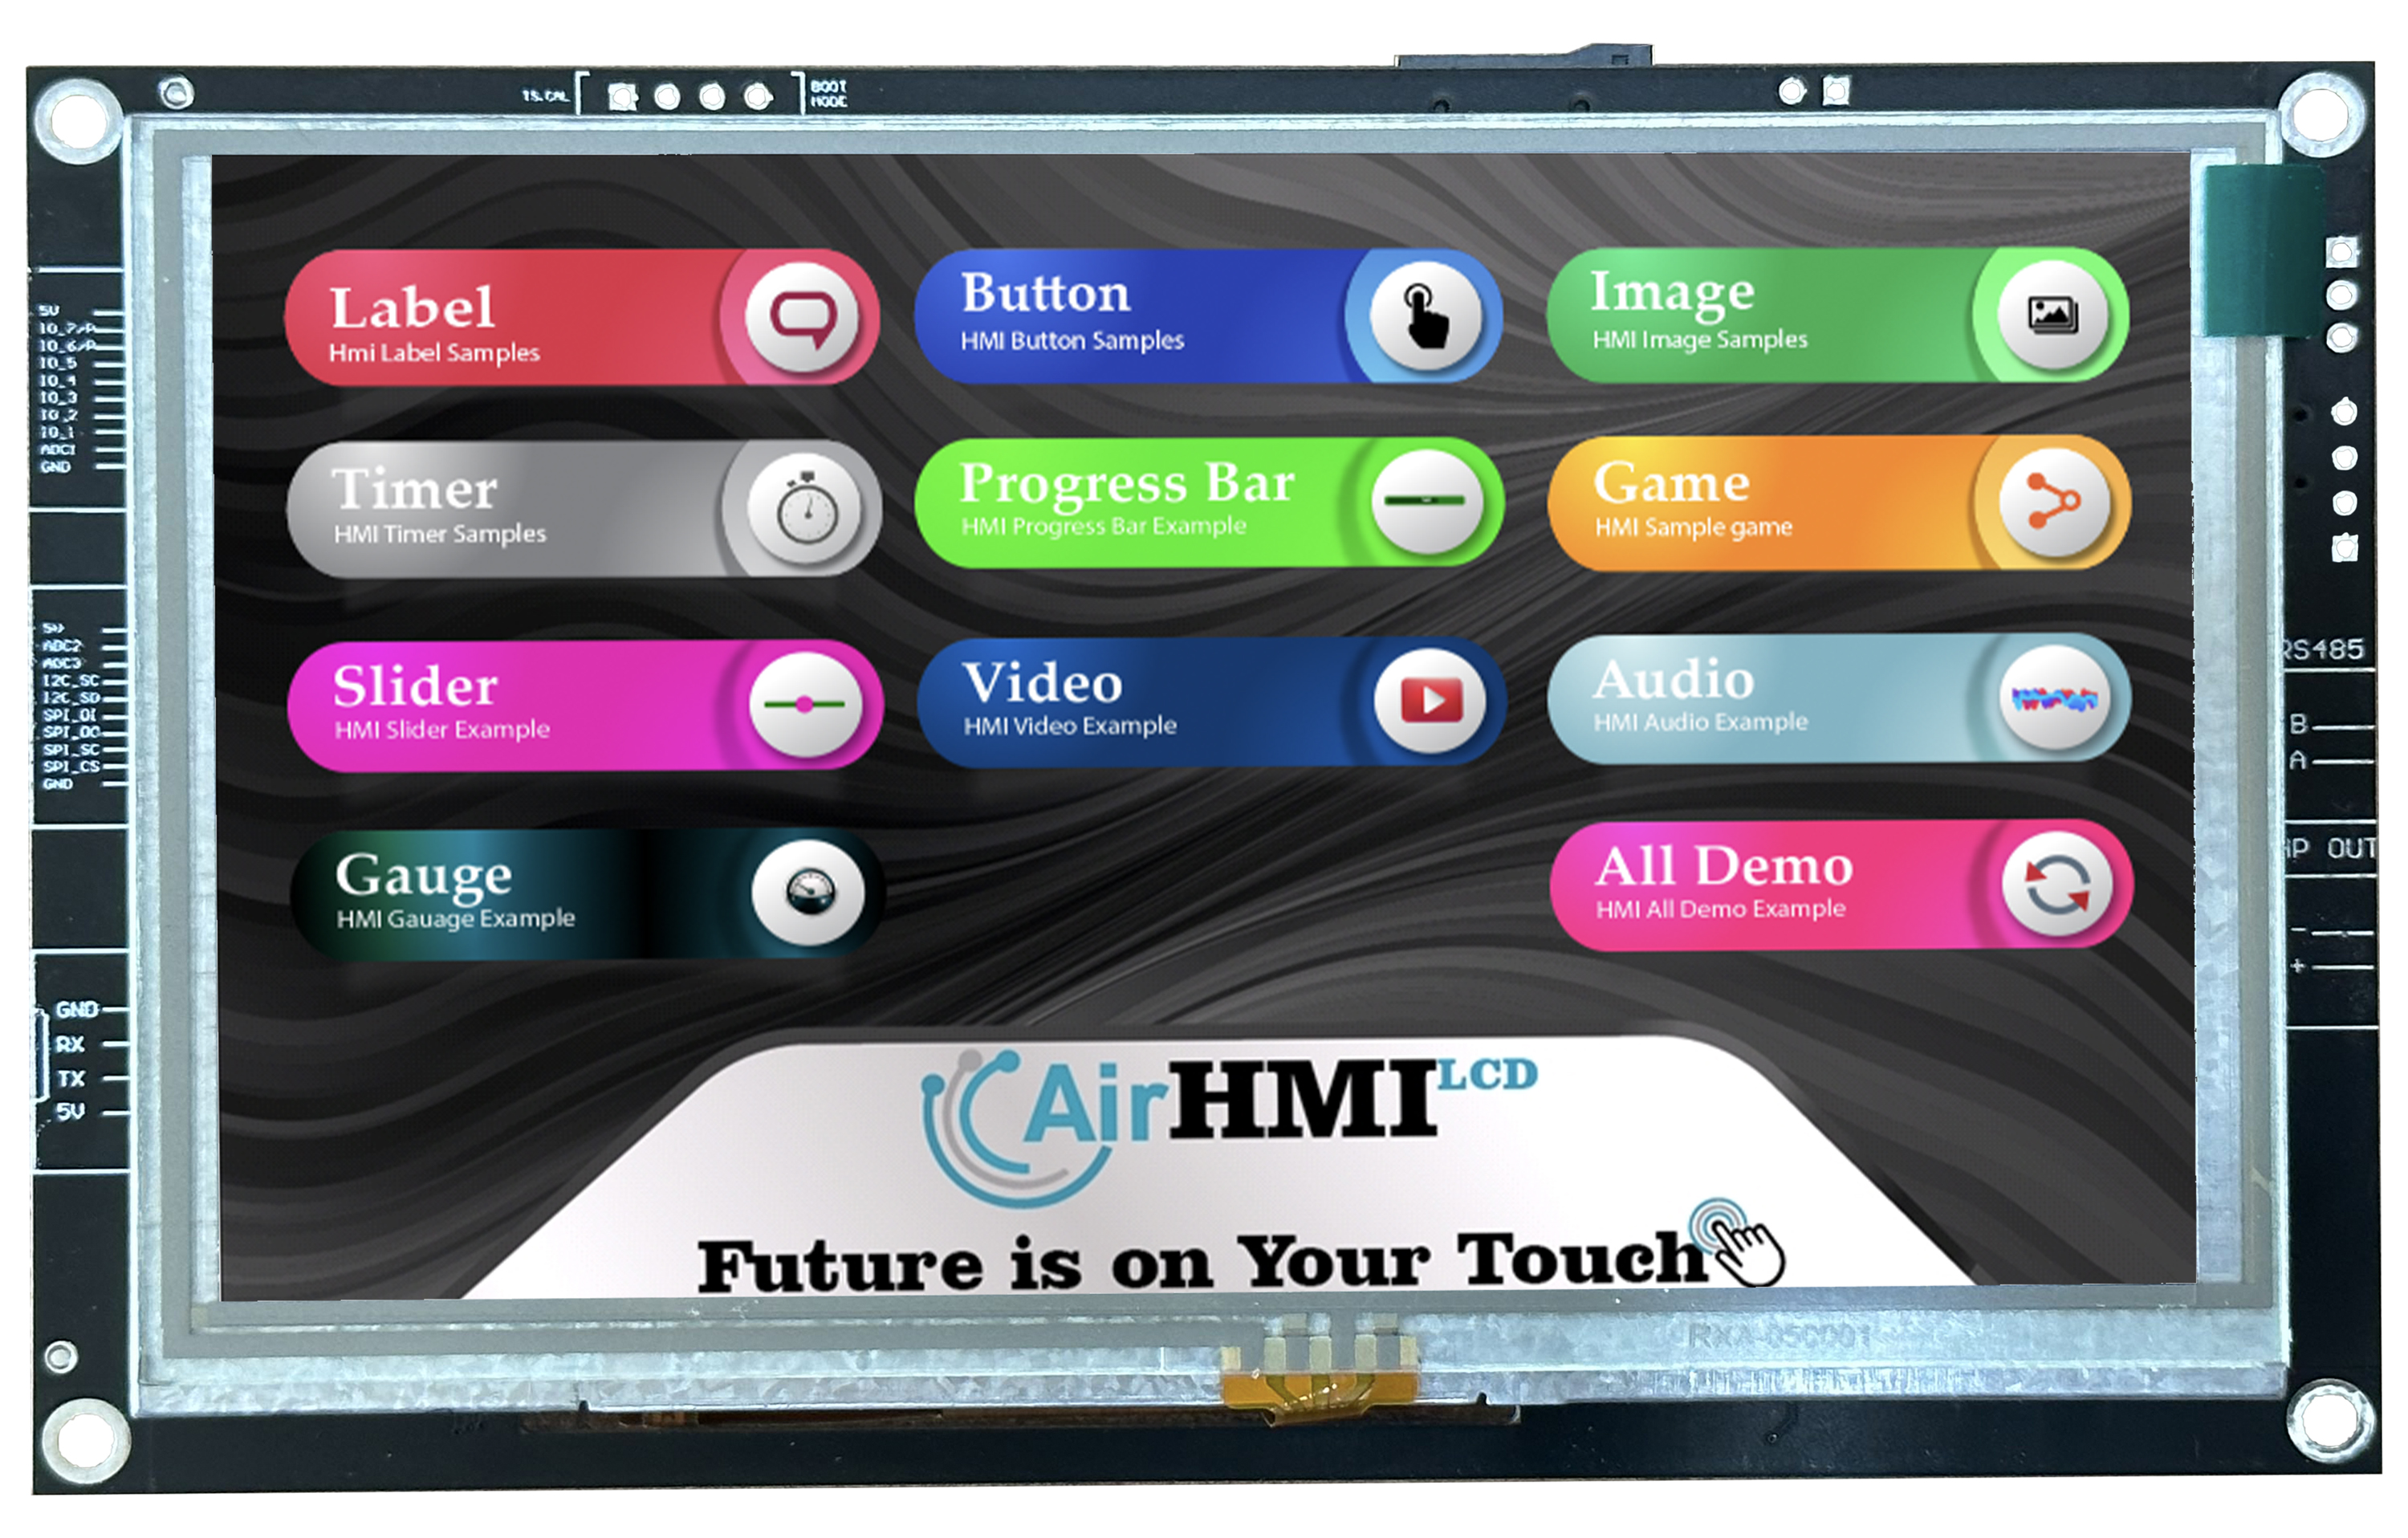 TS.CAL
BOOT
MODE
Label
Hmi Label Samples
Button
HMI Button Samples
Image
HMI Image Samples
Timer
HMI Timer Samples
Progress Bar
HMI Progress Bar Example
Game
HMI Sample game
Slider
HMI Slider Example
Video
HMI Video Example
Audio
HMI Audio Example
Gauge
HMI Gauage Example
All Demo
HMI All Demo Example
AirHMI LCD
Future is on Your Touch
5V
IO_7/P
IO_6/P
IO_5
IO_4
IO_3
IO_2
IO_1
ADC1
GND
5V
ADC2
ADC3
I2C_SC
I2C_SD
SPI_DI
SPI_DO
SPI_SC
SPI_CS
GND
GND
RX
TX
5V
RS485
B
A
OUT
-
+